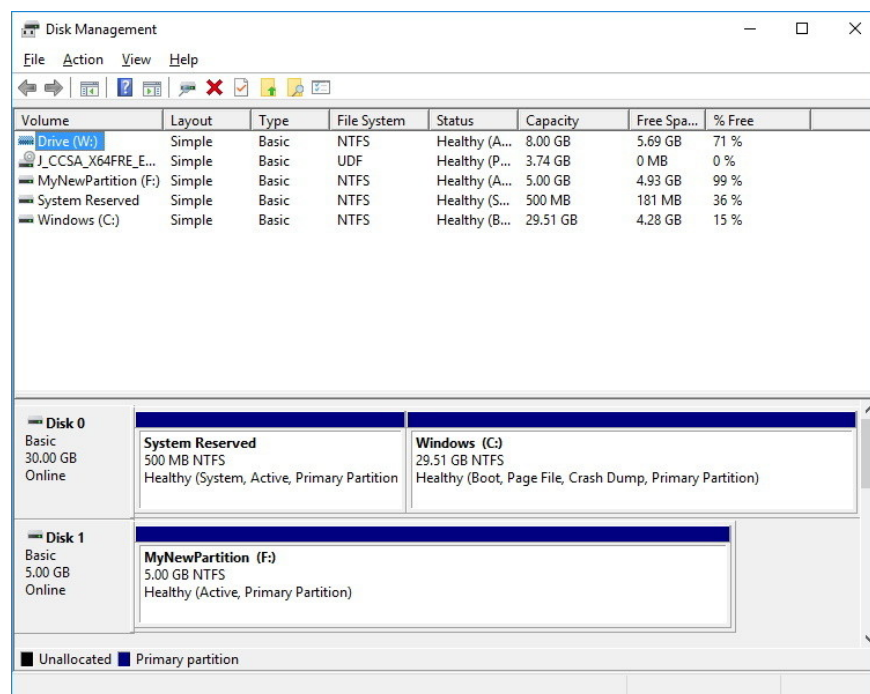 Disk Management
File Action View Help
Volume Layout Type File System Status Capacity Free Spa... % Free
Drive (W:) Simple Basic NTFS Healthy (A... 8.00 GB 5.69 GB 71 %
J_CCSA_X64FRE_E... Simple Basic UDF Healthy (P... 3.74 GB 0 MB 0 %
MyNewPartition (F:) Simple Basic NTFS Healthy (A... 5.00 GB 4.93 GB 99 %
System Reserved Simple Basic NTFS Healthy (S... 500 MB 181 MB 36 %
Windows (C:) Simple Basic NTFS Healthy (B... 29.51 GB 4.28 GB 15 %
Disk 0
Basic
30.00 GB
Online
System Reserved
500 MB NTFS
Healthy (System, Active, Primary Partition
Windows (C:)
29.51 GB NTFS
Healthy (Boot, Page File, Crash Dump, Primary Partition)
Disk 1
Basic
5.00 GB
Online
MyNewPartition (F:)
5.00 GB NTFS
Healthy (Active, Primary Partition)
Unallocated Primary partition